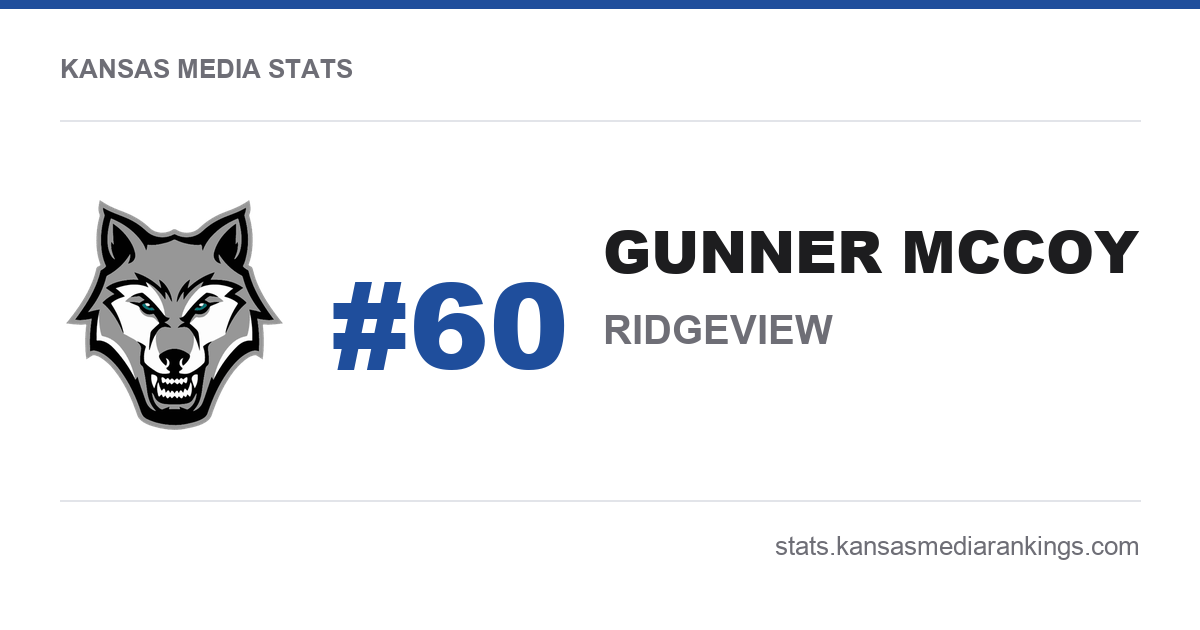 KANSAS MEDIA STATS
#60
GUNNER MCCOY
RIDGEVIEW
stats.kansasmediarankings.com